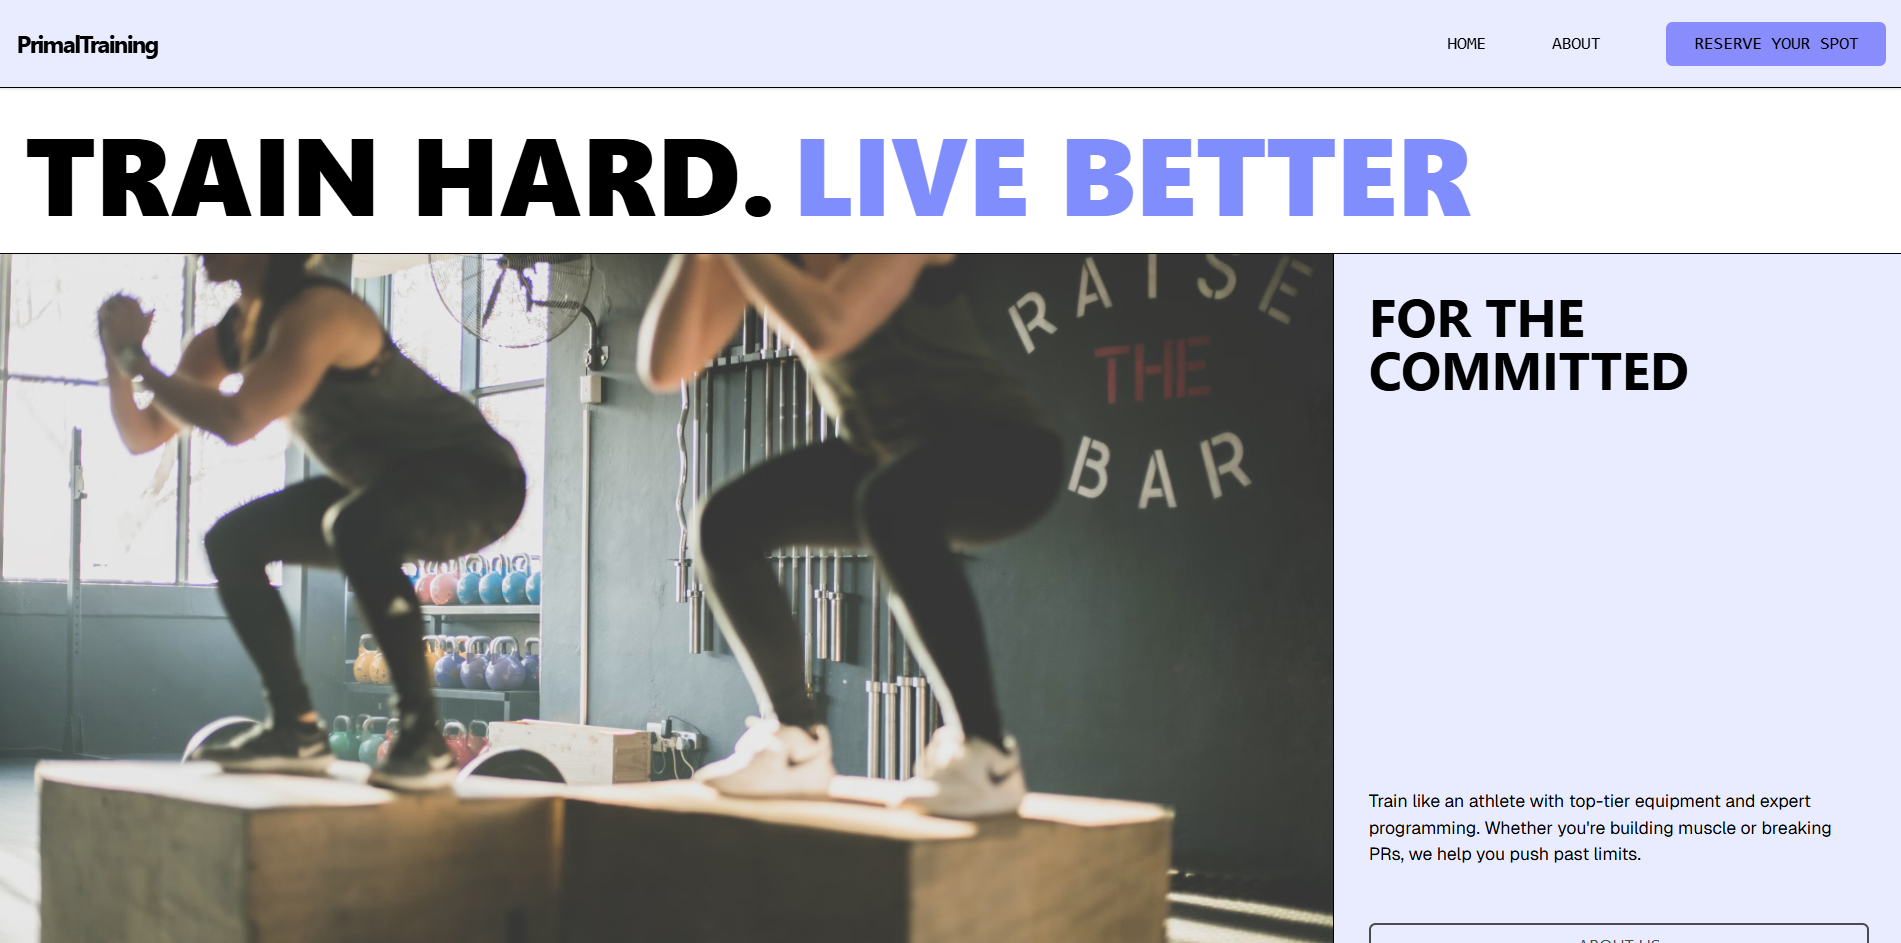 PrimalTraining
HOME
ABOUT
RESERVE YOUR SPOT
TRAIN HARD. LIVE BETTER
RAISE
THE
BAR
FOR THE
COMMITTED
Train like an athlete with top-tier equipment and expert
programming. Whether you're building muscle or breaking
PRs, we help you push past limits.
ABOUT US